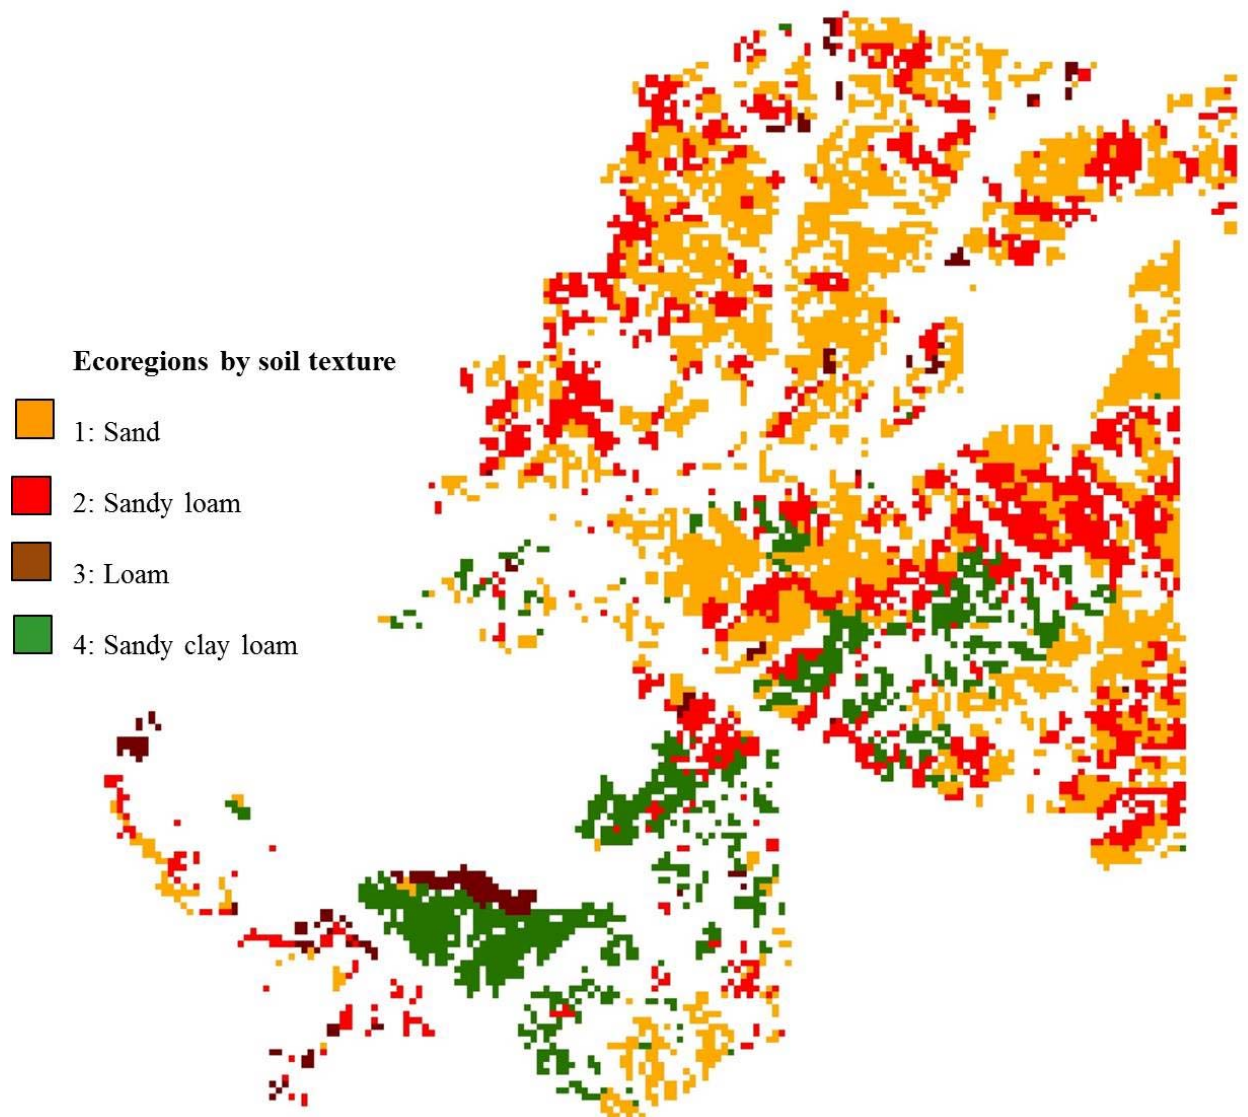 Ecoregions by soil texture
1: Sand
2: Sandy loam
3: Loam
4: Sandy clay loam